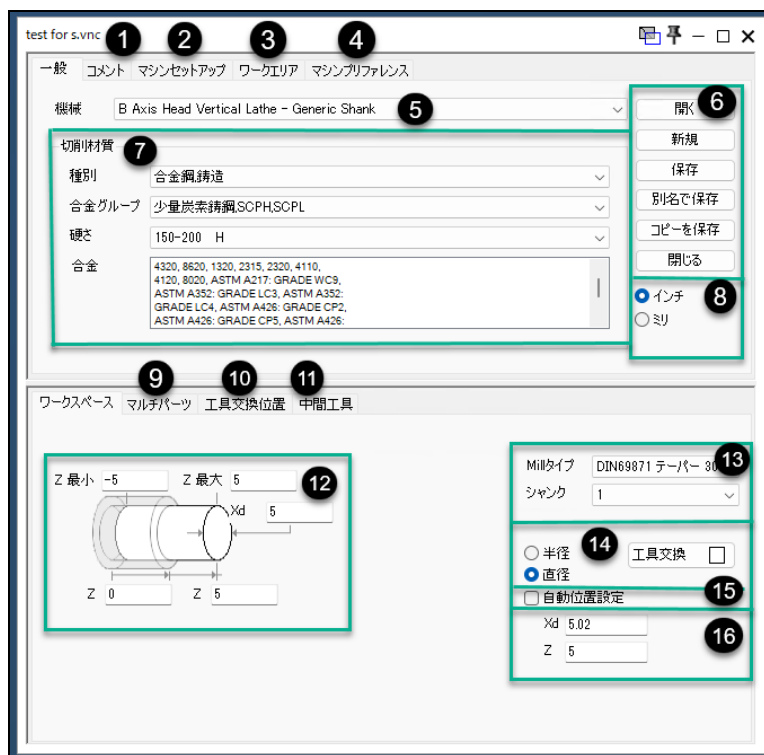 test for s.vnc
1
2
3
4
一般
コメント
マシンセットアップ
ワークエリア
マシンプリファレンス
機械
B Axis Head Vertical Lathe - Generic Shank
5
開く
6
新規
保存
別名で保存
コピーを保存
閉じる
切削材質
7
種別
合金鋼,鋳造
合金グループ
少量炭素鋳鋼,SCPH,SCPL
硬さ
150-200 H
合金
4320, 8620, 1320, 2315, 2320, 4110,
4120, 8020, ASTM A217: GRADE WC9,
ASTM A352: GRADE LC3, ASTM A352:
GRADE LC4, ASTM A426: GRADE CP2,
ASTM A426: GRADE CP5, ASTM A426:
インチ
8
ミリ
9
10
11
ワークスペース
マルチパーツ
工具交換位置
中間工具
Z 最小
-5
Z 最大
5
12
Xd
5
Z
0
Z
5
Millタイプ
DIN69871 テーパー 30
13
シャンク
1
半径
直径
14
工具交換
自動位置設定
15
Xd
5.02
16
Z
5